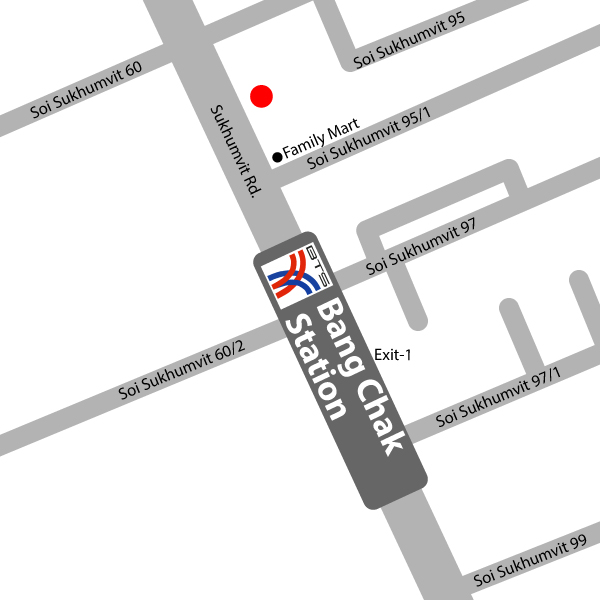 Soi Sukhumvit 95
Soi Sukhumvit 60
Sukhumvit Rd.
Family Mart
Soi Sukhumvit 95/1
Soi Sukhumvit 97
BTS
Bang Chak
Station
Exit-1
Soi Sukhumvit 60/2
Soi Sukhumvit 97/1
Soi Sukhumvit 99